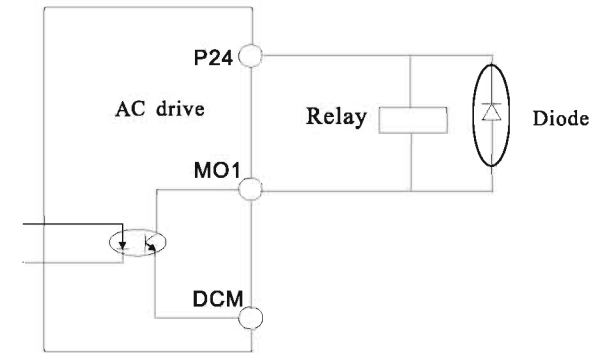 P24
AC drive
Relay
Diode
MO1
DCM